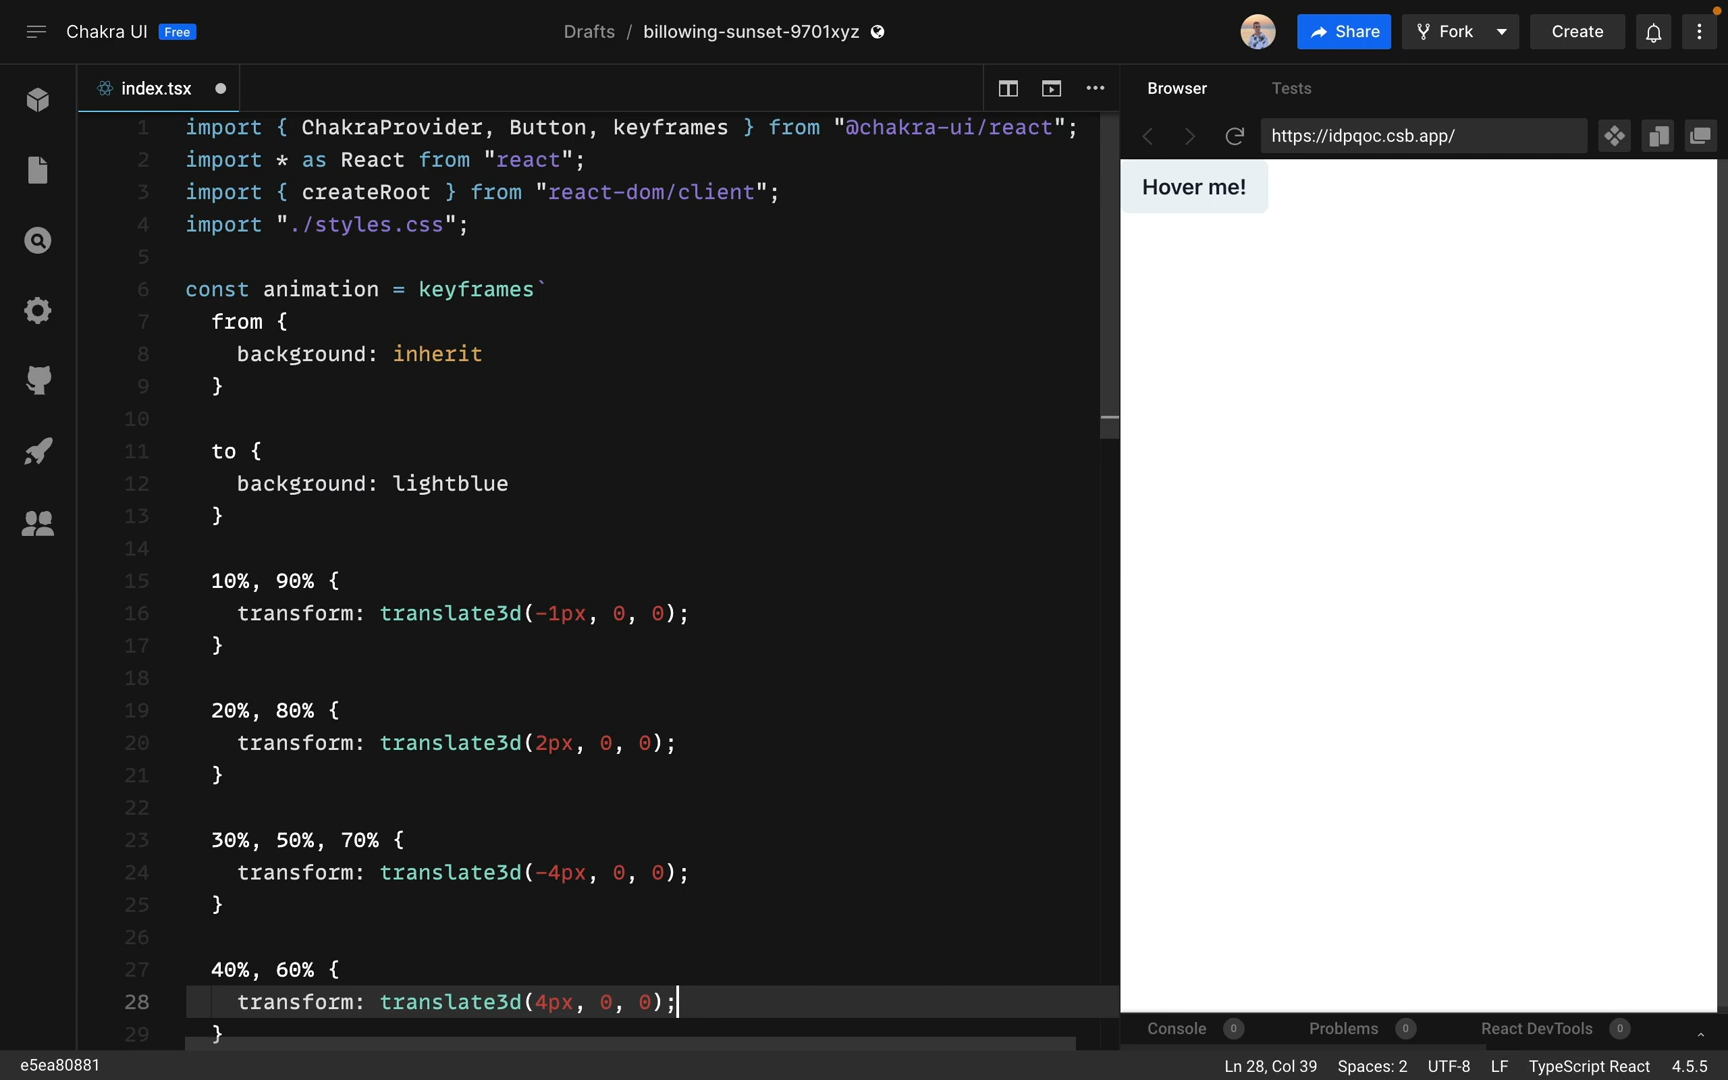 Chakra UI Free
Drafts / billowing-sunset-9701xyz
Share
Fork
Create
index.tsx
1 import { ChakraProvider, Button, keyframes } from "@chakra-ui/react";
2 import * as React from "react";
3 import { createRoot } from "react-dom/client";
4 import "./styles.css";
5
6 const animation = keyframes`
7 from {
8 background: inherit
9 }
10
11 to {
12 background: lightblue
13 }
14
15 10%, 90% {
16 transform: translate3d(-1px, 0, 0);
17 }
18
19 20%, 80% {
20 transform: translate3d(2px, 0, 0);
21 }
22
23 30%, 50%, 70% {
24 transform: translate3d(-4px, 0, 0);
25 }
26
27 40%, 60% {
28 transform: translate3d(4px, 0, 0);
29 }
Browser Tests
https://idpqoc.csb.app/
Hover me!
Console 0 Problems 0 React DevTools 0
e5ea80881
Ln 28, Col 39 Spaces: 2 UTF-8 LF TypeScript React 4.5.5